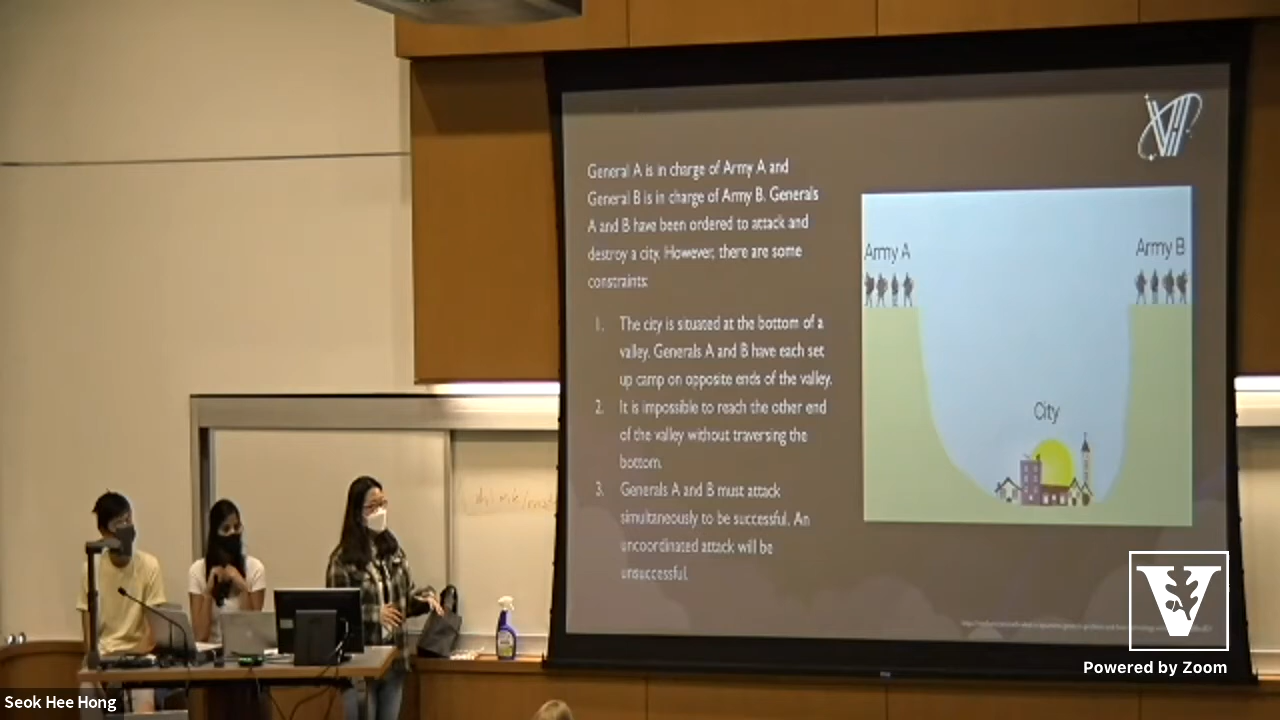 General A is in charge of Army A and
General B is in charge of Army B. Generals
A and B have been ordered to attack and
destroy a city. However, there are some
constraints:
1. The city is situated at the bottom of a
valley. Generals A and B have each set
up camp on opposite ends of the valley.
2. It is impossible to reach the other end
of the valley without traversing the
bottom.
3. Generals A and B must attack
simultaneously to be successful. An
uncoordinated attack will be
unsuccessful.
Army A
Army B
City
V
Powered by Zoom
Seok Hee Hong